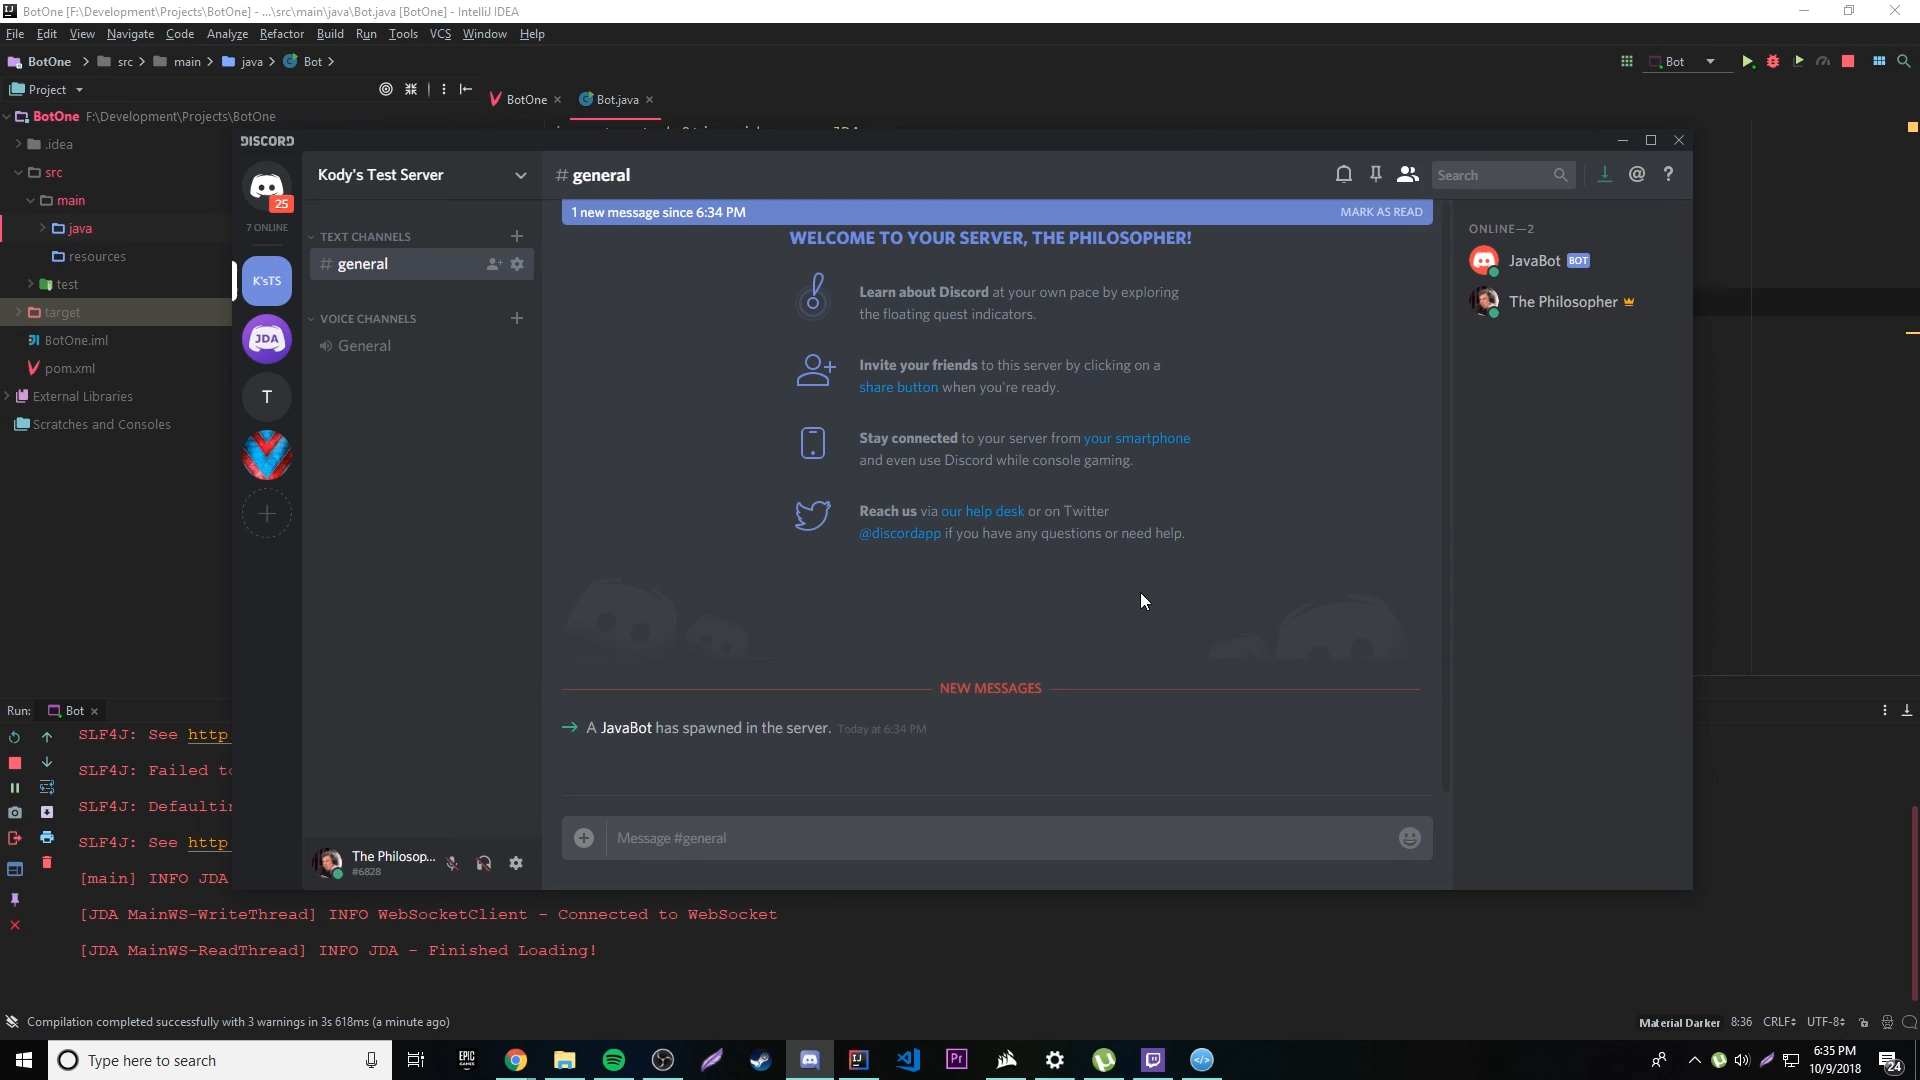 BotOne [F:\Development\Projects\BotOne] - ...\src\main\java\Bot.java [BotOne] - IntelliJ IDEA
File Edit View Navigate Code Analyze Refactor Build Run Tools VCS Window Help
BotOne src main java Bot
Bot
Project
BotOne
Bot.java
BotOne F:\Development\Projects\BotOne
.idea
src
main
java
resources
test
target
BotOne.iml
pom.xml
External Libraries
Scratches and Consoles
DISCORD
25
7 ONLINE
K'sTS
JDA
T
Kody's Test Server
TEXT CHANNELS
# general
VOICE CHANNELS
General
The Philosop...
#6828
# general
Search
1 new message since 6:34 PM
MARK AS READ
WELCOME TO YOUR SERVER, THE PHILOSOPHER!
Learn about Discord at your own pace by exploring
the floating quest indicators.
Invite your friends to this server by clicking on a
share button when you're ready.
Stay connected to your server from your smartphone
and even use Discord while console gaming.
Reach us via our help desk or on Twitter
@discordapp if you have any questions or need help.
NEW MESSAGES
A JavaBot has spawned in the server. Today at 6:34 PM
Message #general
ONLINE—2
JavaBot BOT
The Philosopher
Run: Bot
SLF4J: See http
SLF4J: Failed to
SLF4J: Defaultin
SLF4J: See http
[main] INFO JDA
[JDA MainWS-WriteThread] INFO WebSocketClient - Connected to WebSocket
[JDA MainWS-ReadThread] INFO JDA - Finished Loading!
Compilation completed successfully with 3 warnings in 3s 618ms (a minute ago)
Material Darker 8:36 CRLF UTF-8
Type here to search
EPIC GAMES
Pr
6:35 PM
10/9/2018
24